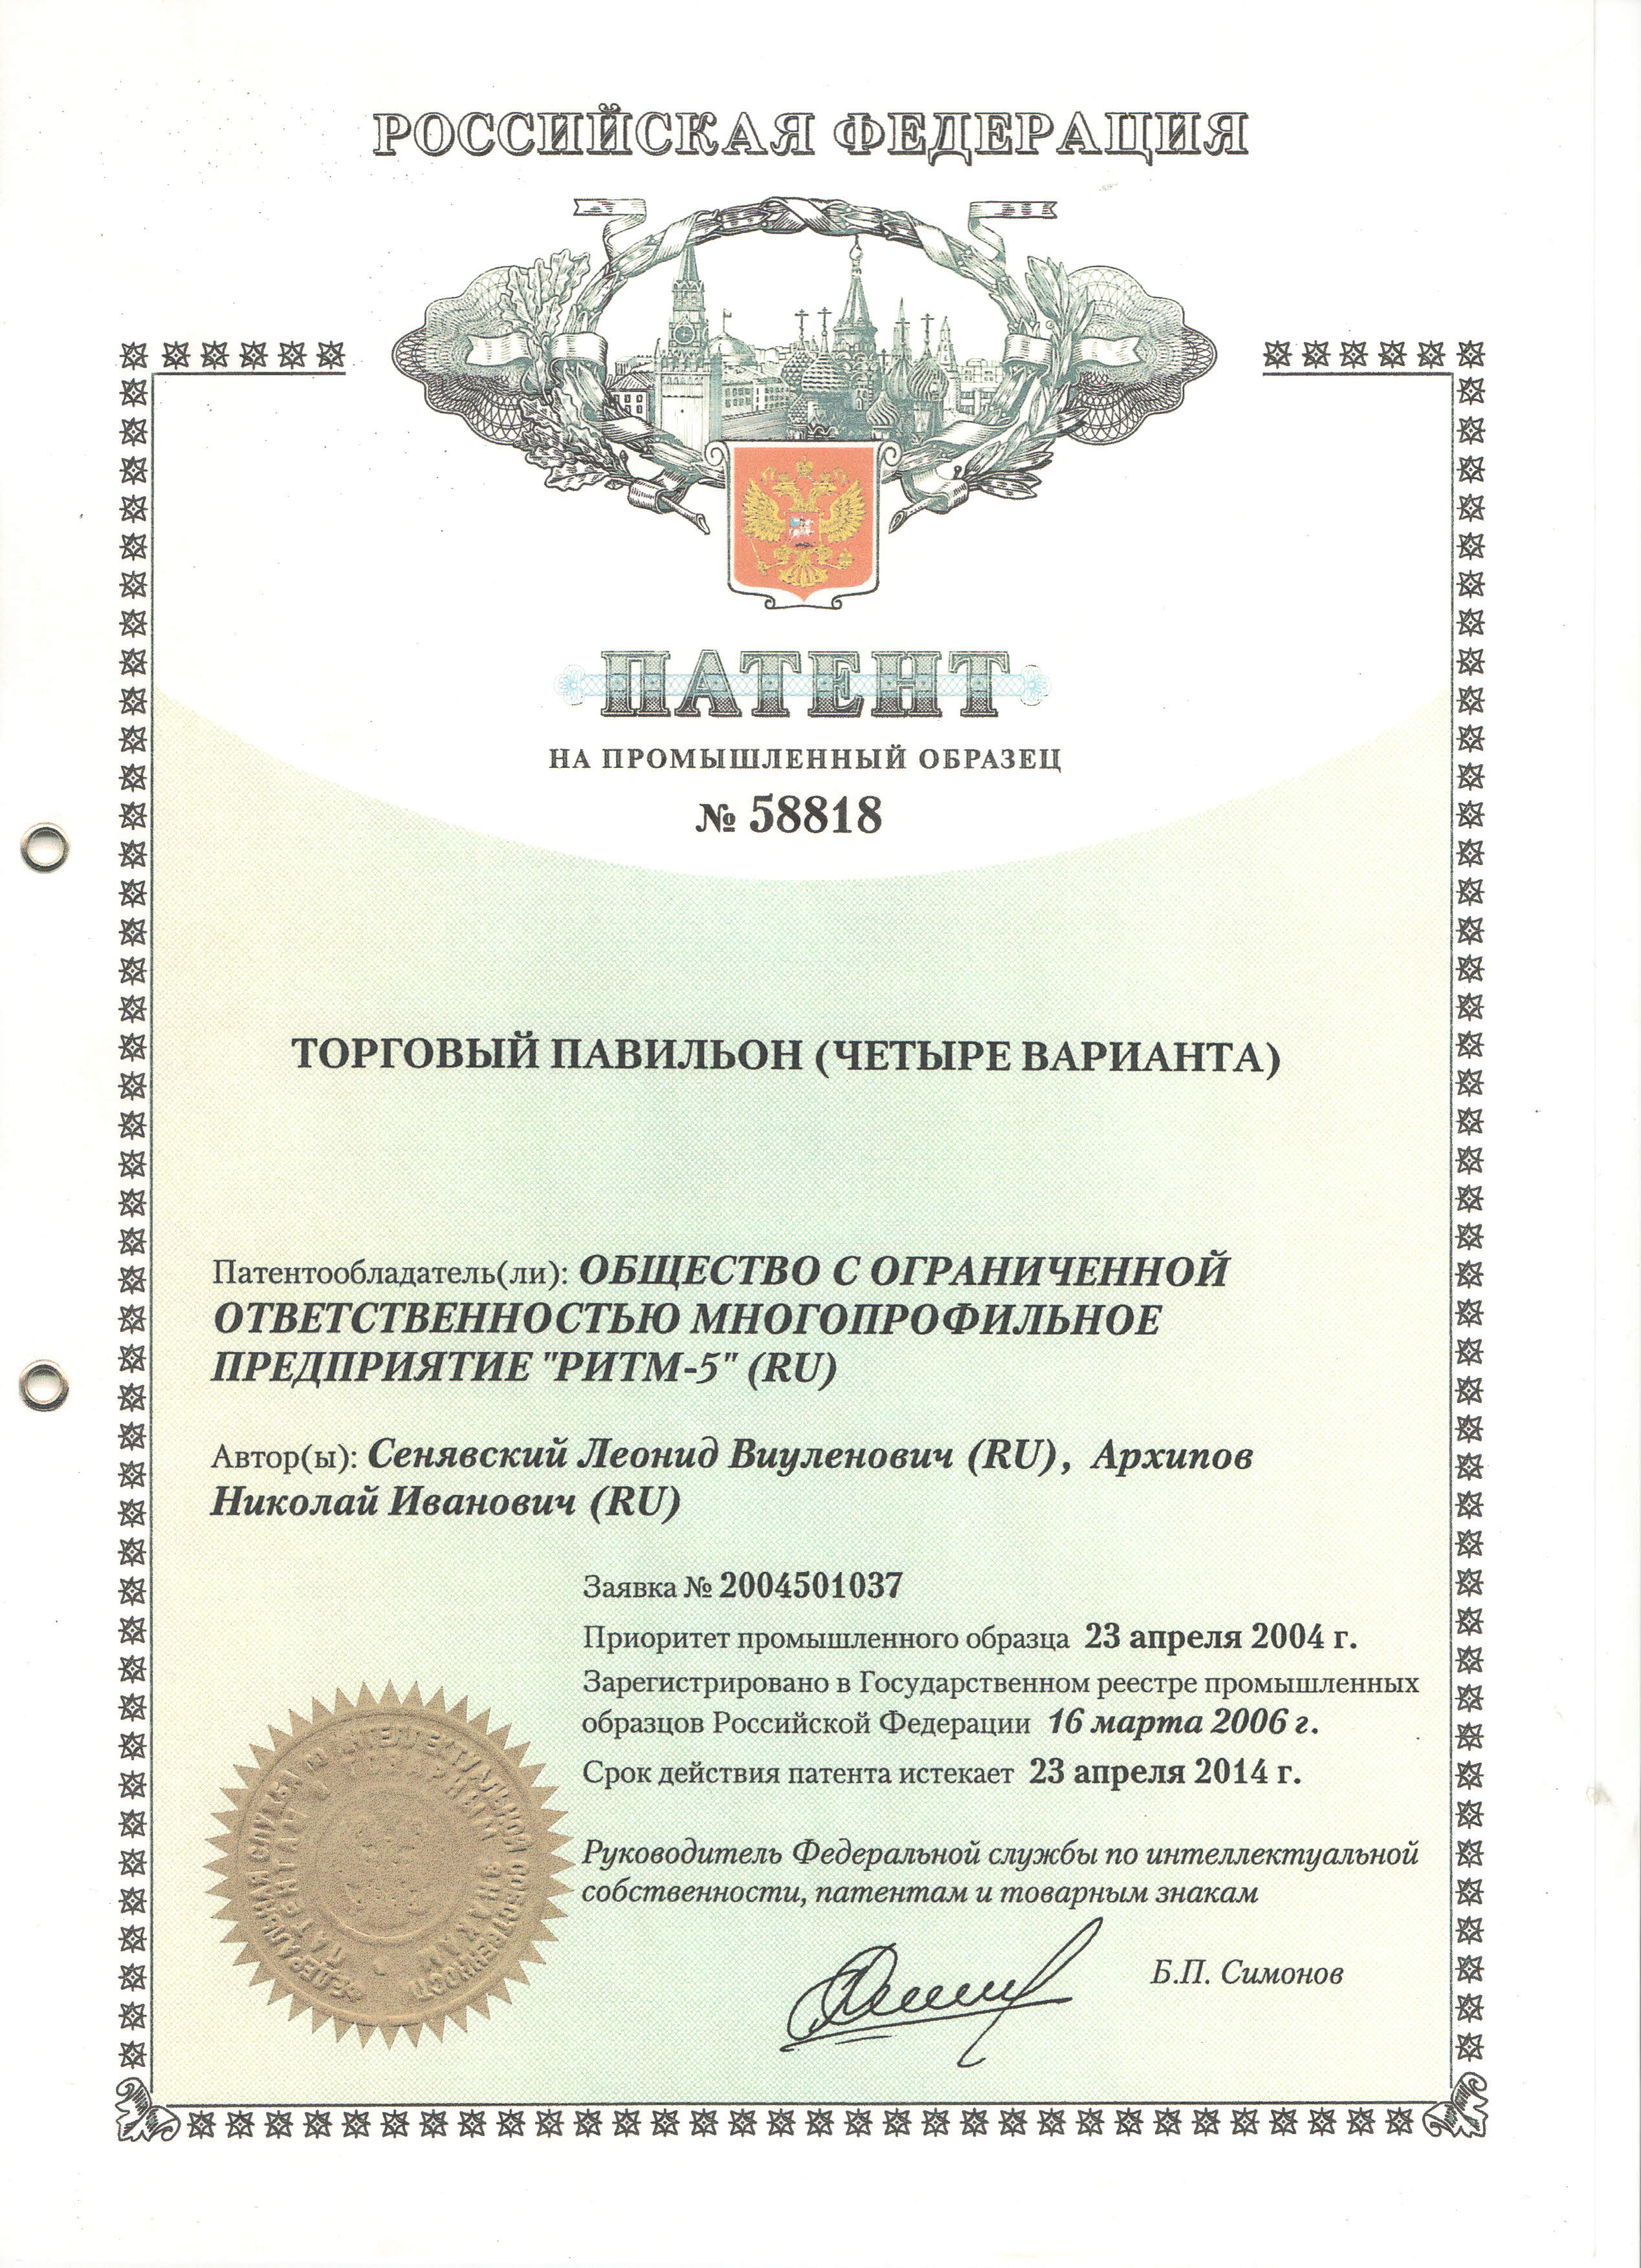 РОССИЙСКАЯ ФЕДЕРАЦИЯ
ПАТЕНТ
НА ПРОМЫШЛЕННЫЙ ОБРАЗЕЦ
№ 58818
ТОРГОВЫЙ ПАВИЛЬОН (ЧЕТЫРЕ ВАРИАНТА)
Патентообладатель(ли): ОБЩЕСТВО С ОГРАНИЧЕННОЙ
ОТВЕТСТВЕННОСТЬЮ МНОГОПРОФИЛЬНОЕ
ПРЕДПРИЯТИЕ "РИТМ-5" (RU)
Автор(ы): Сенявский Леонид Виуленович (RU), Архипов
Николай Иванович (RU)
Заявка № 2004501037
Приоритет промышленного образца 23 апреля 2004 г.
Зарегистрировано в Государственном реестре промышленных
образцов Российской Федерации 16 марта 2006 г.
Срок действия патента истекает 23 апреля 2014 г.
Руководитель Федеральной службы по интеллектуальной
собственности, патентам и товарным знакам
Б.П. Симонов
ФЕДЕРАЛЬНАЯ СЛУЖБА ПО ИНТЕЛЛЕКТУАЛЬНОЙ СОБСТВЕННОСТИ
ПАТЕНТАМ И ТОВАРНЫМ ЗНАКАМ